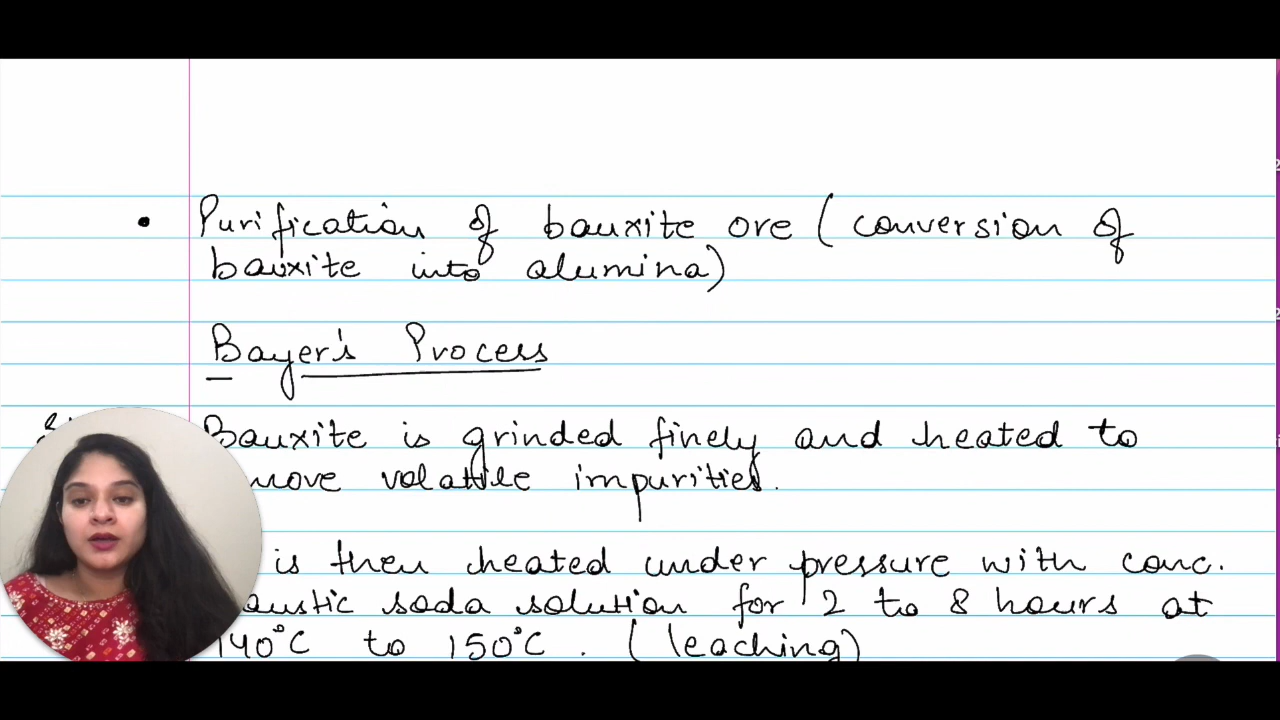 • Purification of bauxite ore (conversion of
bauxite into alumina)
Bayer's Process
Bauxite is grinded finely and heated to
move volatile impurities.
is then heated under pressure with conc.
austic soda solution for 2 to 8 hours at
140°C to 150°C. (leaching)